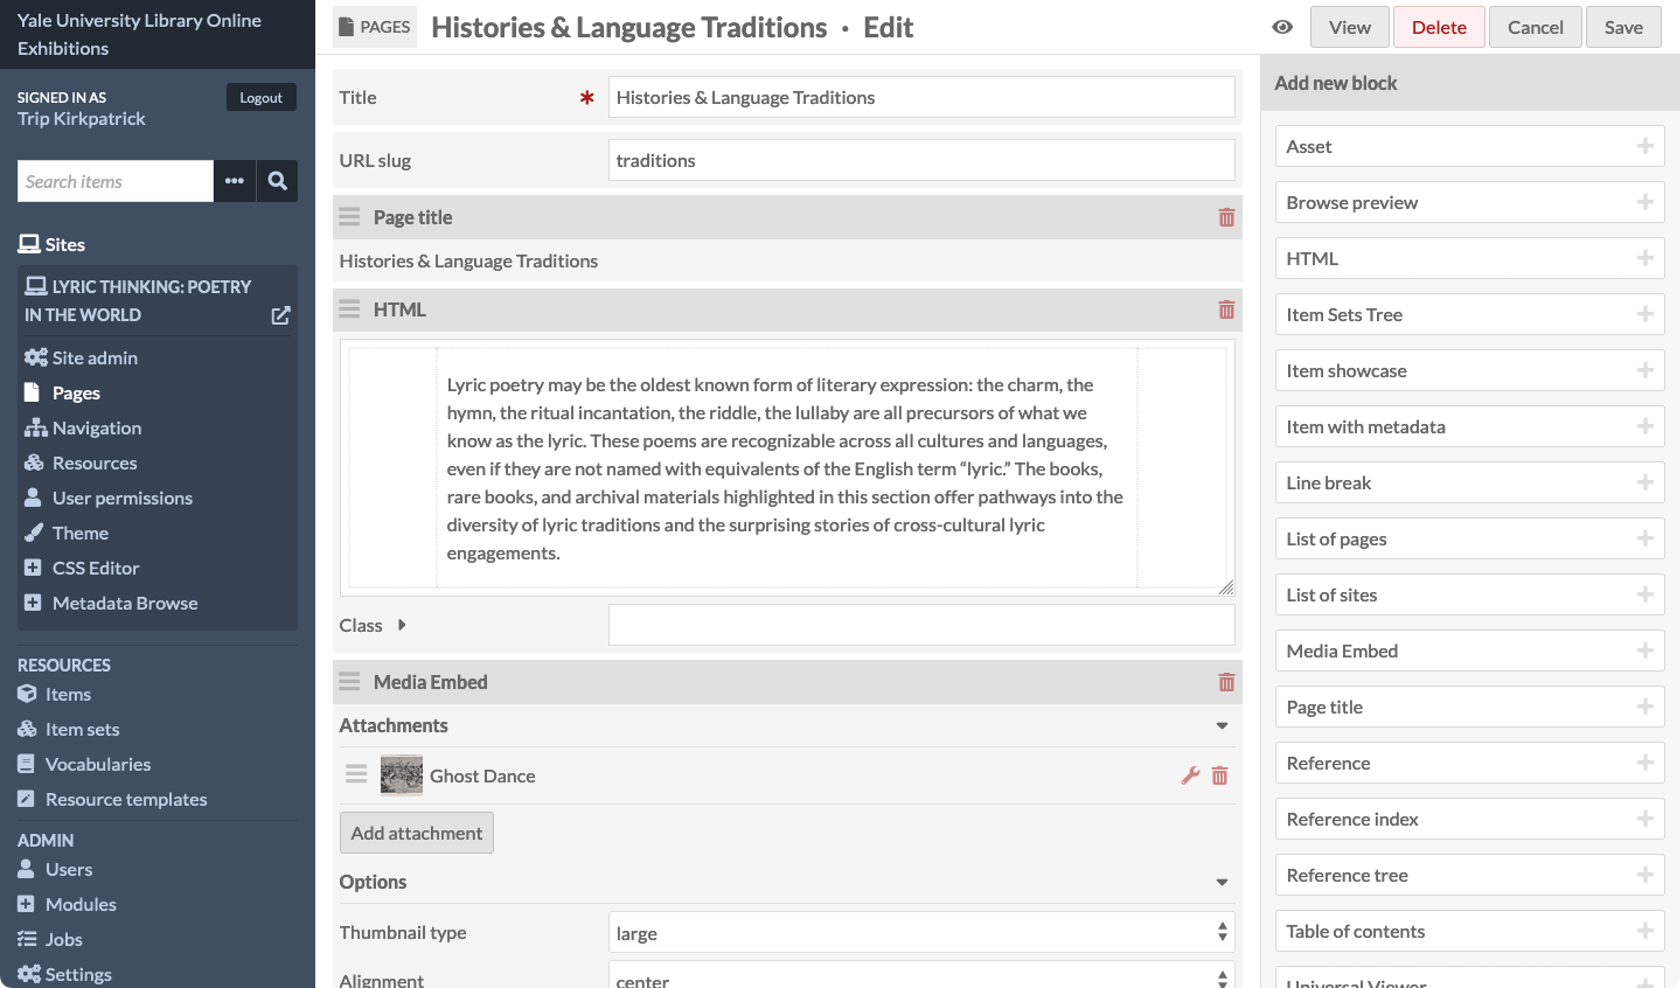 Yale University Library Online
Exhibitions
SIGNED IN AS
Trip Kirkpatrick
Logout
Search items
Sites
LYRIC THINKING: POETRY
IN THE WORLD
Site admin
Pages
Navigation
Resources
User permissions
Theme
CSS Editor
Metadata Browse
RESOURCES
Items
Item sets
Vocabularies
Resource templates
ADMIN
Users
Modules
Jobs
Settings
PAGES Histories & Language Traditions · Edit
View
Delete
Cancel
Save
Title * Histories & Language Traditions
URL slug traditions
Page title
Histories & Language Traditions
HTML
Lyric poetry may be the oldest known form of literary expression: the charm, the
hymn, the ritual incantation, the riddle, the lullaby are all precursors of what we
know as the lyric. These poems are recognizable across all cultures and languages,
even if they are not named with equivalents of the English term “lyric.” The books,
rare books, and archival materials highlighted in this section offer pathways into the
diversity of lyric traditions and the surprising stories of cross-cultural lyric
engagements.
Class
Media Embed
Attachments
Ghost Dance
Add attachment
Options
Thumbnail type large
Alignment center
Add new block
Asset
Browse preview
HTML
Item Sets Tree
Item showcase
Item with metadata
Line break
List of pages
List of sites
Media Embed
Page title
Reference
Reference index
Reference tree
Table of contents
Universal Viewer